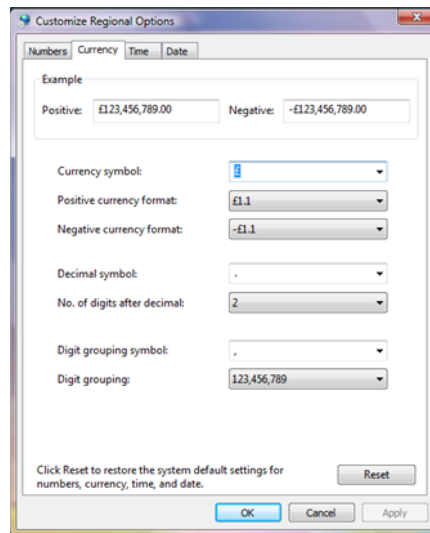 Customize Regional Options
Numbers Currency Time Date
Example
Positive: £123,456,789.00 Negative: -£123,456,789.00
Currency symbol: £
Positive currency format: £1.1
Negative currency format: -£1.1
Decimal symbol: .
No. of digits after decimal: 2
Digit grouping symbol: ,
Digit grouping: 123,456,789
Click Reset to restore the system default settings for
numbers, currency, time, and date.
Reset
OK Cancel Apply